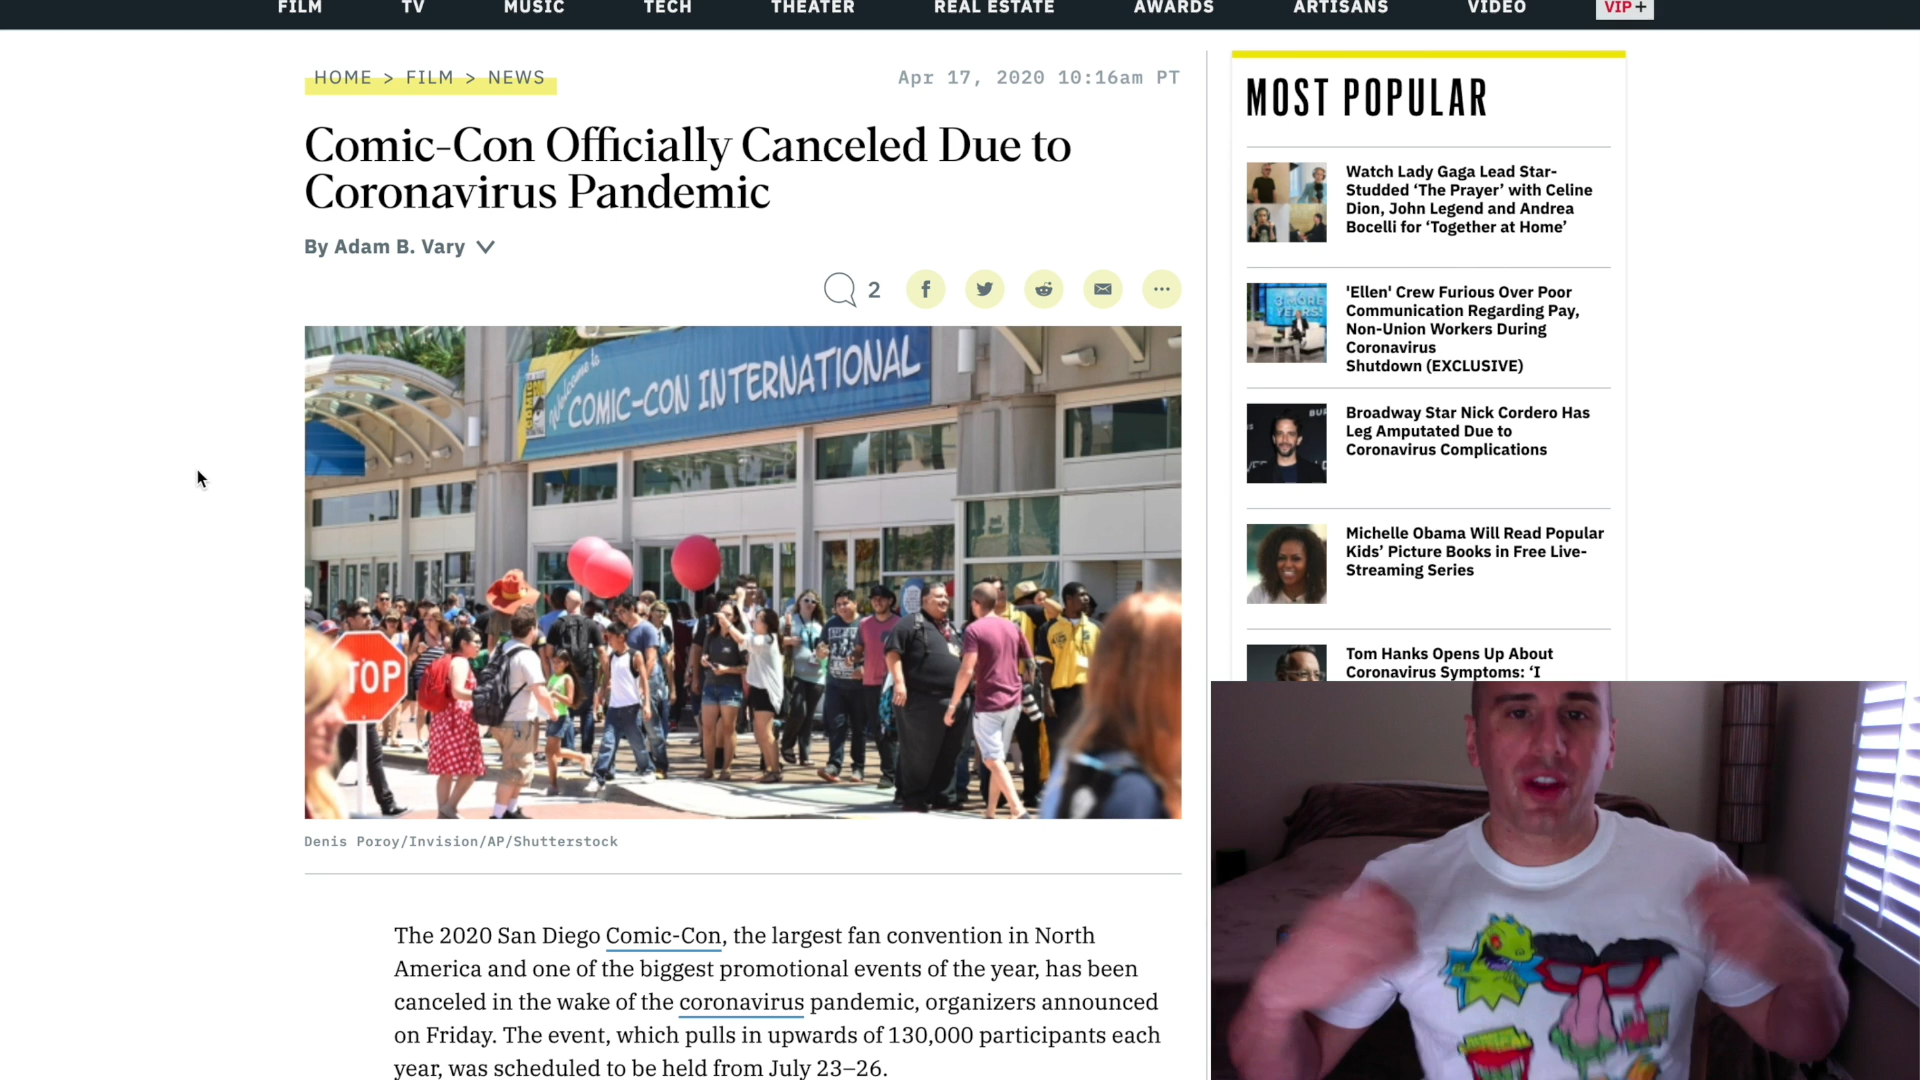 FILM TV MUSIC TECH THEATER REAL ESTATE AWARDS ARTISANS VIDEO VIP+
HOME > FILM > NEWS
Apr 17, 2020 10:16am PT
Comic-Con Officially Canceled Due to
Coronavirus Pandemic
By Adam B. Vary
2
Welcome to
COMIC-CON INTERNATIONAL
TOP
Denis Poroy/Invision/AP/Shutterstock
The 2020 San Diego Comic-Con, the largest fan convention in North
America and one of the biggest promotional events of the year, has been
canceled in the wake of the coronavirus pandemic, organizers announced
on Friday. The event, which pulls in upwards of 130,000 participants each
year, was scheduled to be held from July 23–26.
MOST POPULAR
Watch Lady Gaga Lead Star-
Studded ‘The Prayer’ with Celine
Dion, John Legend and Andrea
Bocelli for ‘Together at Home’
3 MORE
YEARS!
'Ellen' Crew Furious Over Poor
Communication Regarding Pay,
Non-Union Workers During
Coronavirus
Shutdown (EXCLUSIVE)
Broadway Star Nick Cordero Has
Leg Amputated Due to
Coronavirus Complications
Michelle Obama Will Read Popular
Kids’ Picture Books in Free Live-
Streaming Series
Tom Hanks Opens Up About
Coronavirus Symptoms: ‘I